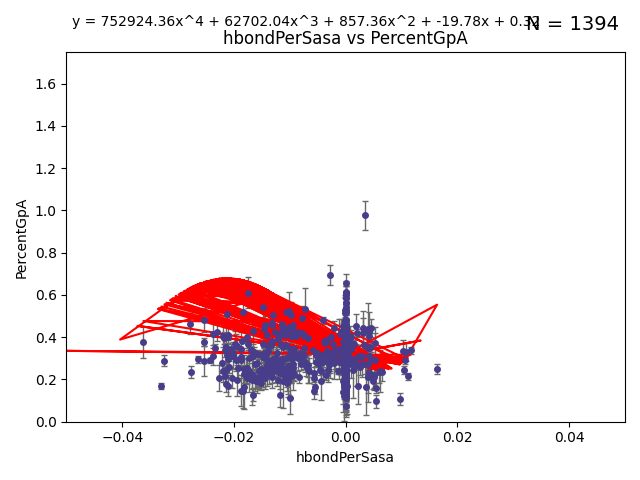 y = 752924.36x^4 + 62702.04x^3 + 857.36x^2 + -19.78x + 0.32
N = 1394
hbondPerSasa vs PercentGpA
PercentGpA
1.6
1.4
1.2
1.0
0.8
0.6
0.4
0.2
0.0
−0.04 −0.02 0.00 0.02 0.04
hbondPerSasa